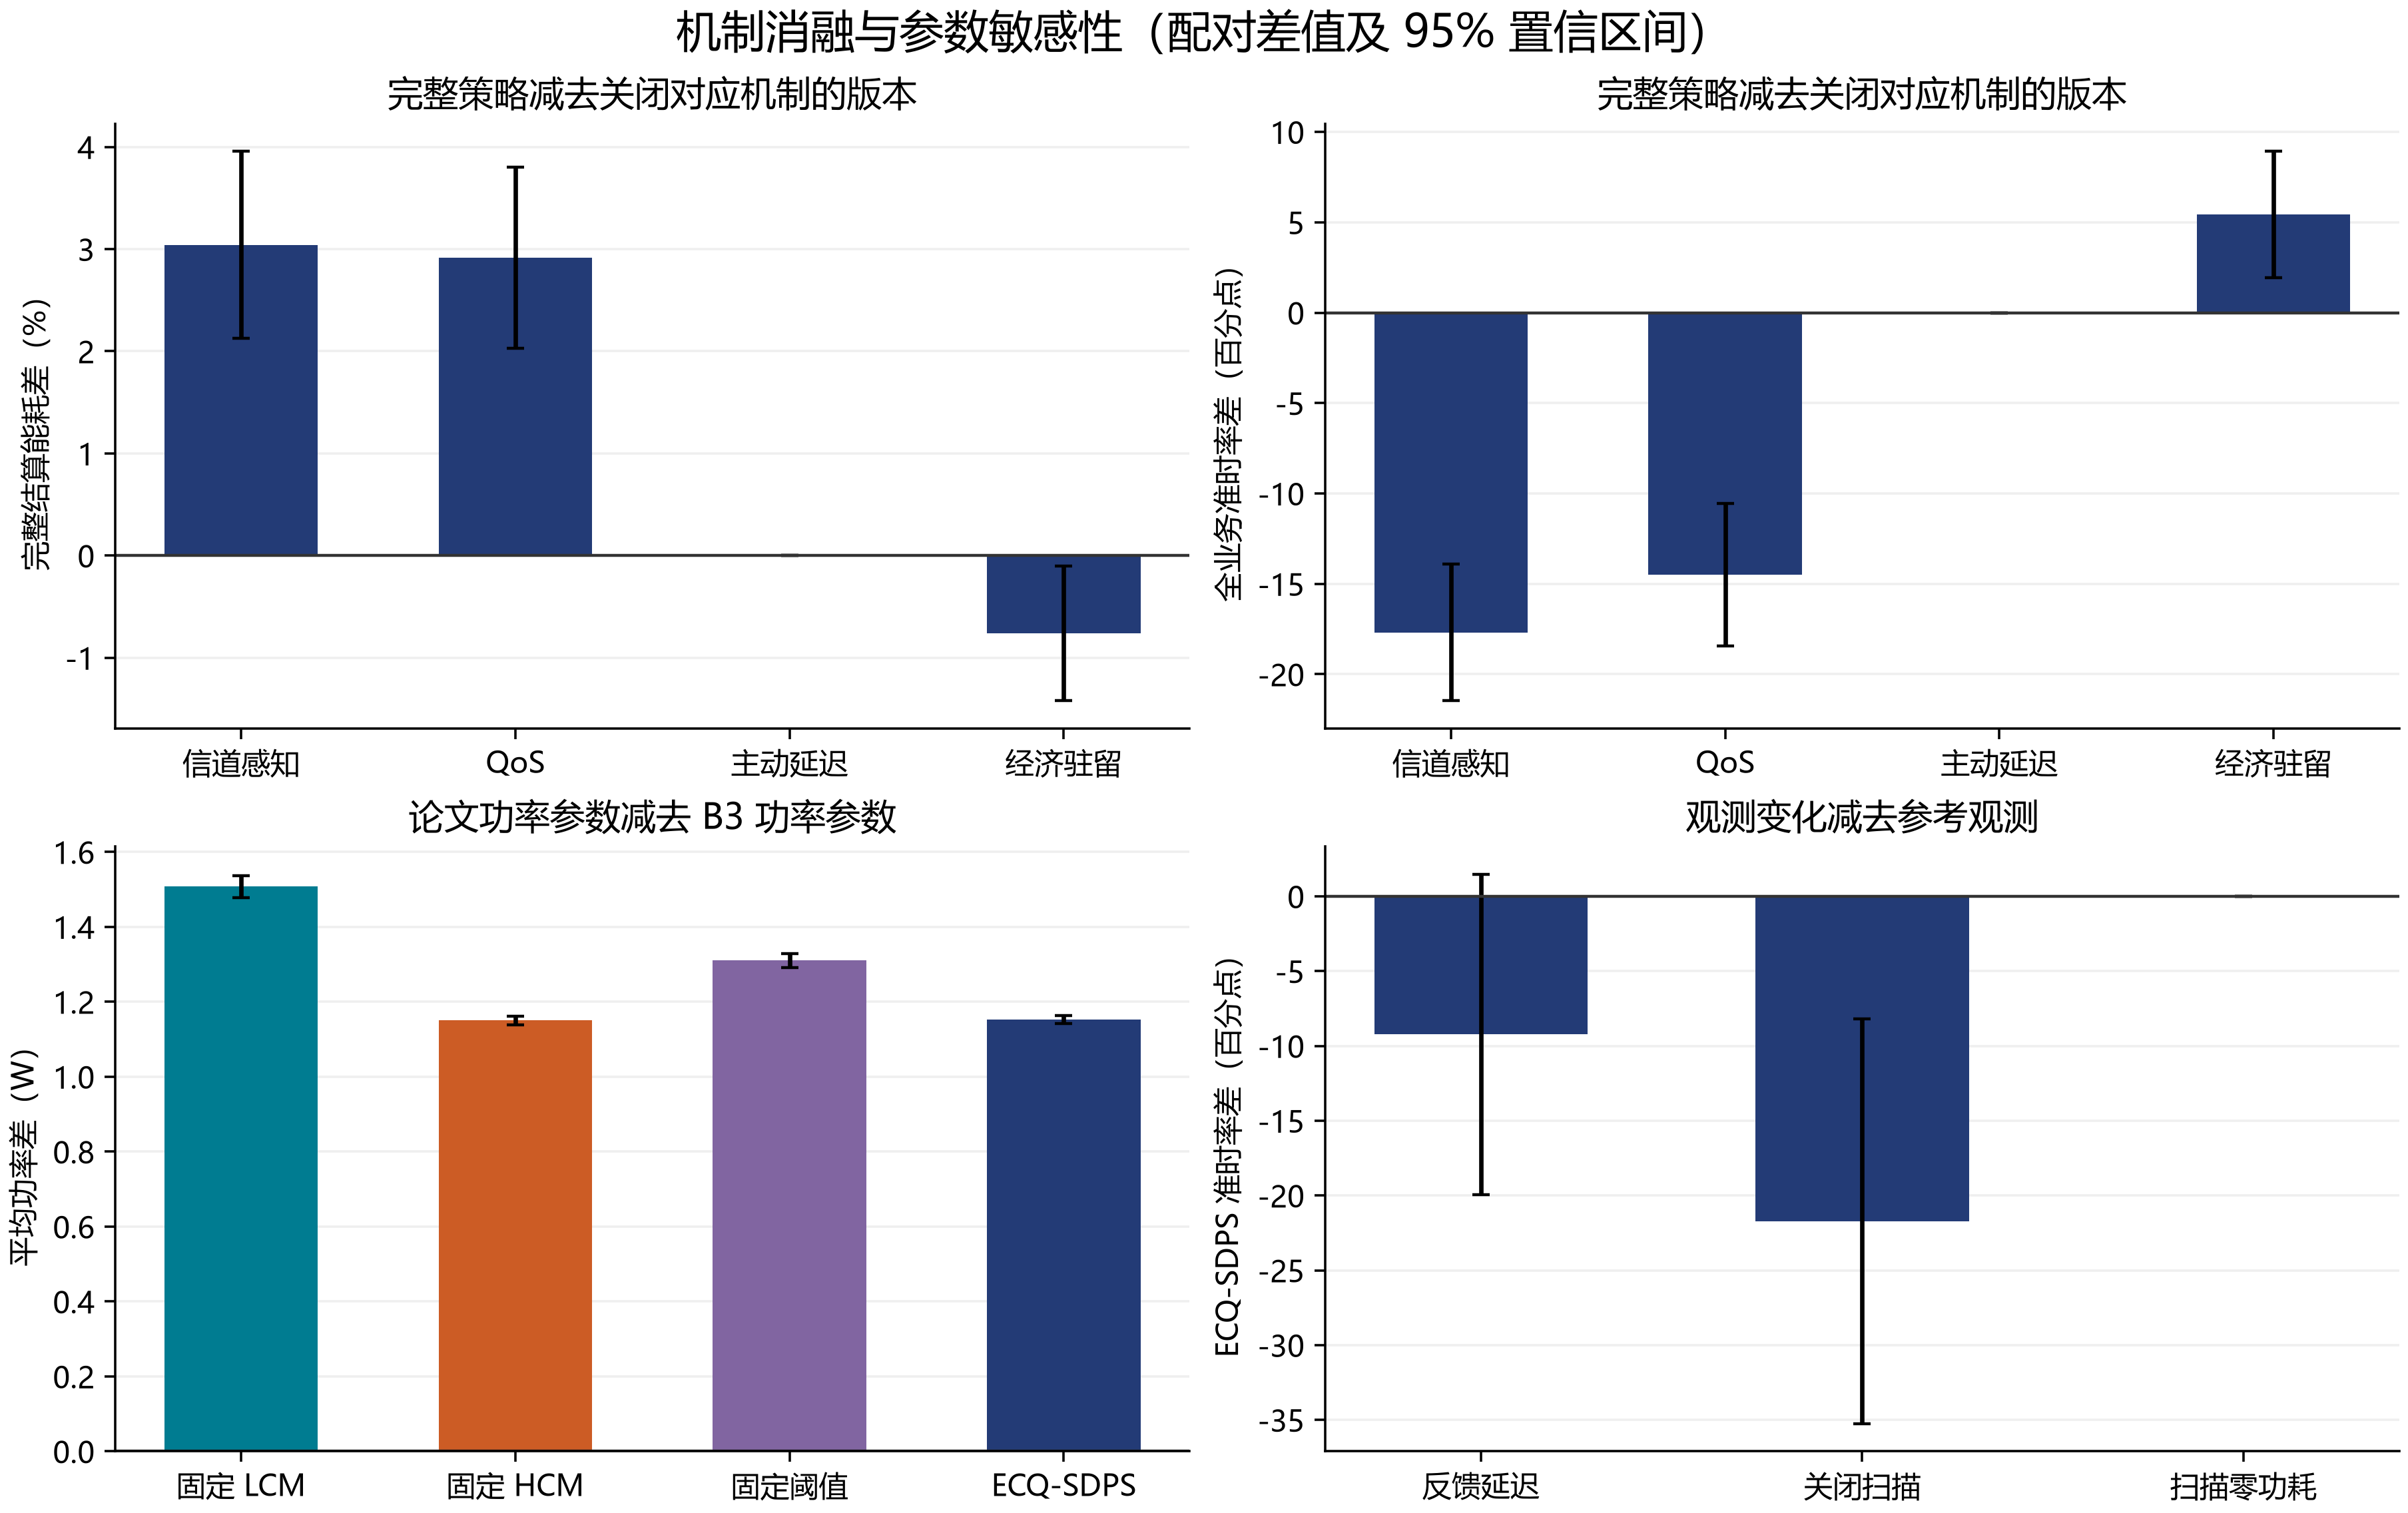 机制消融与参数敏感性（配对差值及 95% 置信区间）
完整策略减去关闭对应机制的版本
完整结算能耗差（%）
4
3
2
1
0
-1
信道感知
QoS
主动延迟
经济驻留
完整策略减去关闭对应机制的版本
全业务准时率差（百分点）
10
5
0
-5
-10
-15
-20
信道感知
QoS
主动延迟
经济驻留
论文功率参数减去 B3 功率参数
平均功率差（W）
1.6
1.4
1.2
1.0
0.8
0.6
0.4
0.2
0.0
固定 LCM
固定 HCM
固定阈值
ECQ-SDPS
观测变化减去参考观测
ECQ-SDPS 准时率差（百分点）
0
-5
-10
-15
-20
-25
-30
-35
反馈延迟
关闭扫描
扫描零功耗